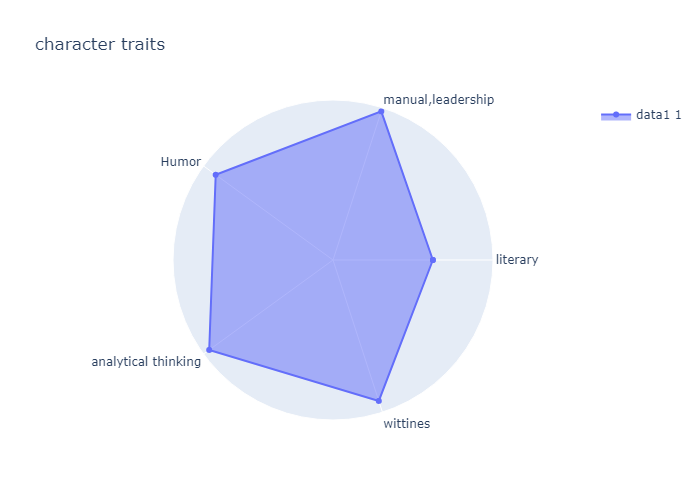 character traits
manual,leadership
data1 1
Humor
literary
analytical thinking
wittines